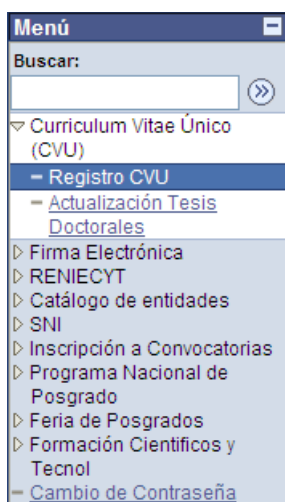 Menú
Buscar:
Curriculum Vitae Único
(CVU)
Registro CVU
Actualización Tesis
Doctorales
Firma Electrónica
RENIECYT
Catálogo de entidades
SNI
Inscripción a Convocatorias
Programa Nacional de
Posgrado
Feria de Posgrados
Formación Cientificos y
Tecnol
Cambio de Contraseña